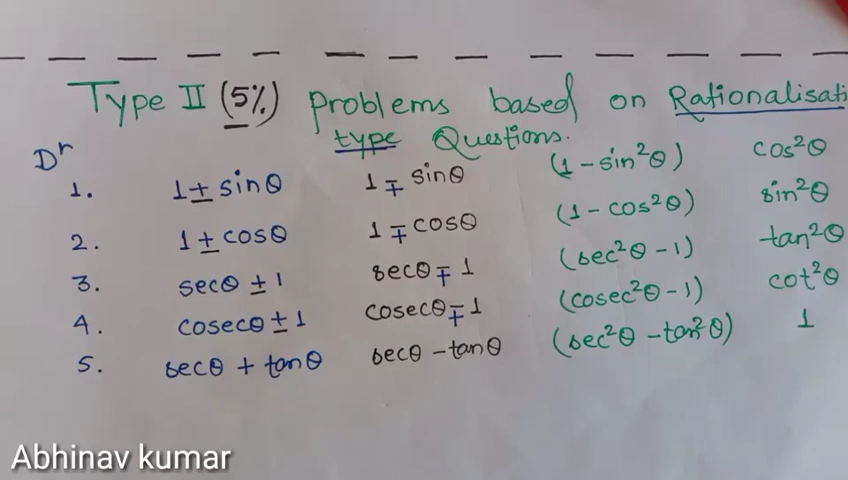 Type II (5%) problems based on Rationalisati
type Questions.
Dʳ
1. 1 ± sinθ 1 ∓ sinθ (1 - sin²θ) cos²θ
2. 1 ± cosθ 1 ∓ cosθ (1 - cos²θ) sin²θ
3. secθ ± 1 secθ ∓ 1 (sec²θ - 1) tan²θ
4. cosecθ ± 1 cosecθ ∓ 1 (cosec²θ - 1) cot²θ
5. secθ + tanθ secθ - tanθ (sec²θ - tan²θ) 1
Abhinav kumar